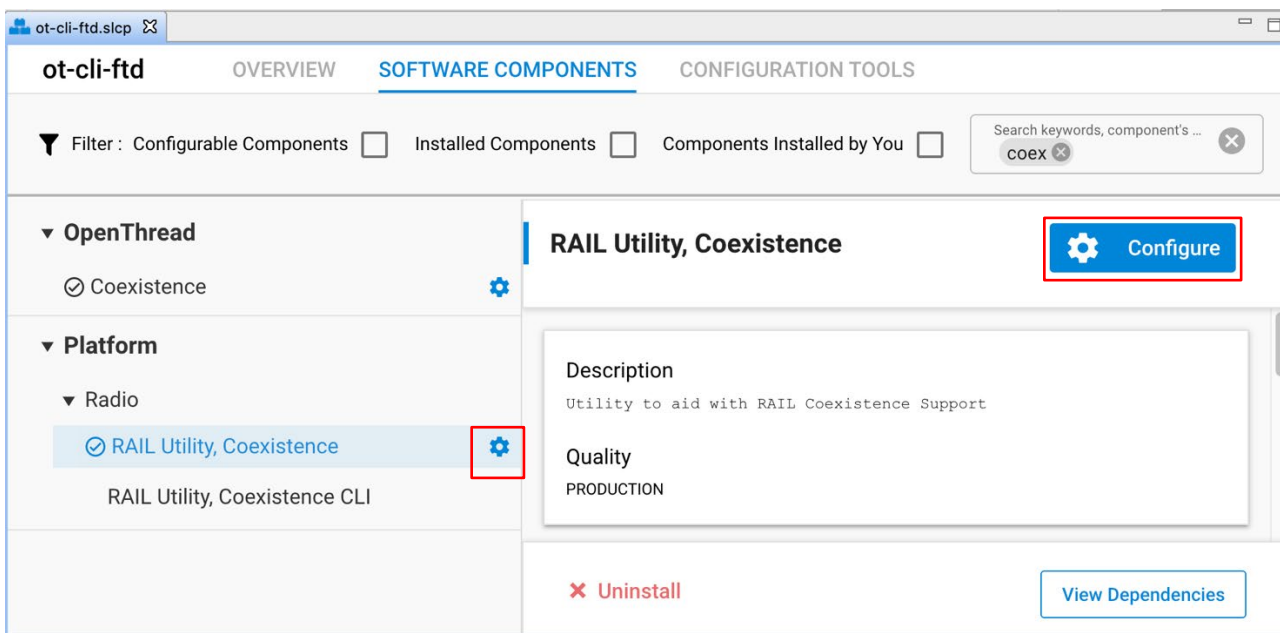 ot-cli-ftd.slcp
ot-cli-ftd OVERVIEW SOFTWARE COMPONENTS CONFIGURATION TOOLS
Filter : Configurable Components Installed Components Components Installed by You
Search keywords, component's ...
coex
OpenThread
Coexistence
Platform
Radio
RAIL Utility, Coexistence
RAIL Utility, Coexistence CLI
RAIL Utility, Coexistence
Configure
Description
Utility to aid with RAIL Coexistence Support
Quality
PRODUCTION
Uninstall
View Dependencies